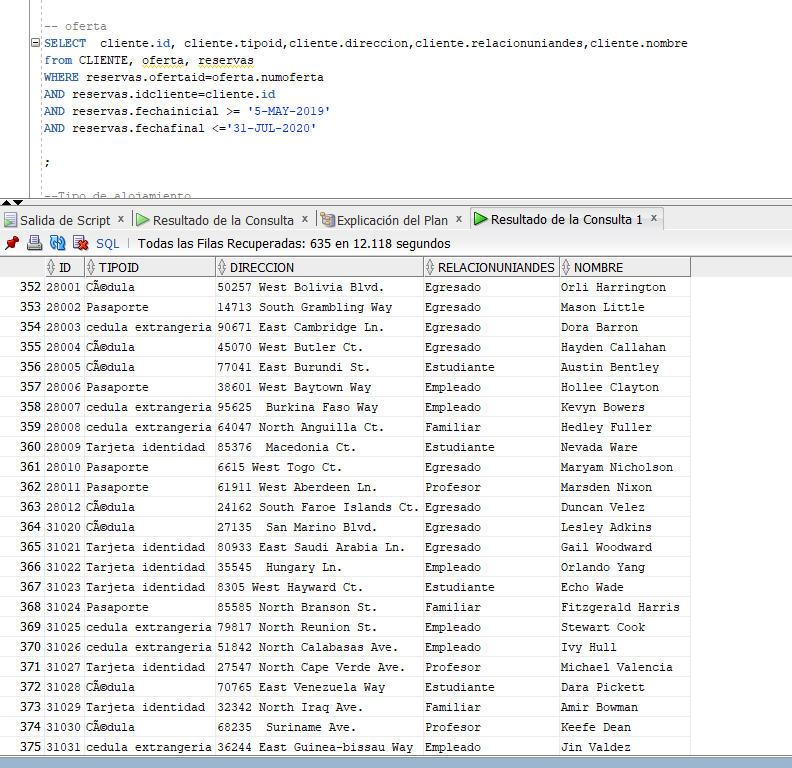 -- oferta
SELECT  cliente.id, cliente.tipoid,cliente.direccion,cliente.relacionuniandes,cliente.nombre
from CLIENTE, oferta, reservas
WHERE reservas.ofertaid=oferta.numoferta
AND reservas.idcliente=cliente.id
AND reservas.fechainicial >= '5-MAY-2019'
AND reservas.fechafinal <='31-JUL-2020'
;
--Tipo de alojamiento
Salida de Script x Resultado de la Consulta x Explicación del Plan x Resultado de la Consulta 1 x
SQL | Todas las Filas Recuperadas: 635 en 12.118 segundos
ID TIPOID DIRECCION RELACIONUNIANDES NOMBRE
352 28001 CÃ©dula 50257 West Bolivia Blvd. Egresado Orli Harrington
353 28002 Pasaporte 14713 South Grambling Way Egresado Mason Little
354 28003 cedula extrangeria 90671 East Cambridge Ln. Egresado Dora Barron
355 28004 CÃ©dula 45070 West Butler Ct. Egresado Hayden Callahan
356 28005 CÃ©dula 77041 East Burundi St. Estudiante Austin Bentley
357 28006 Pasaporte 38601 West Baytown Way Empleado Hollee Clayton
358 28007 cedula extrangeria 95625  Burkina Faso Way Empleado Kevyn Bowers
359 28008 cedula extrangeria 64047 North Anguilla Ct. Familiar Hedley Fuller
360 28009 Tarjeta identidad 85376  Macedonia Ct. Estudiante Nevada Ware
361 28010 Pasaporte 6615 West Togo Ct. Egresado Maryam Nicholson
362 28011 Pasaporte 61911 West Aberdeen Ln. Profesor Marsden Nixon
363 28012 CÃ©dula 24162 South Faroe Islands Ct. Egresado Duncan Velez
364 31020 CÃ©dula 27135  San Marino Blvd. Egresado Lesley Adkins
365 31021 Tarjeta identidad 80933 East Saudi Arabia Ln. Egresado Gail Woodward
366 31022 Tarjeta identidad 35545  Hungary Ln. Empleado Orlando Yang
367 31023 Tarjeta identidad 8305 West Hayward Ct. Estudiante Echo Wade
368 31024 Pasaporte 85585 North Branson St. Familiar Fitzgerald Harris
369 31025 cedula extrangeria 79817 North Reunion St. Empleado Stewart Cook
370 31026 cedula extrangeria 51842 North Calabasas Ave. Empleado Ivy Hull
371 31027 Tarjeta identidad 27547 North Cape Verde Ave. Profesor Michael Valencia
372 31028 CÃ©dula 70765 East Venezuela Way Estudiante Dara Pickett
373 31029 Tarjeta identidad 32342 North Iraq Ave. Familiar Amir Bowman
374 31030 CÃ©dula 68235  Suriname Ave. Profesor Keefe Dean
375 31031 cedula extrangeria 36244 East Guinea-bissau Way Empleado Jin Valdez